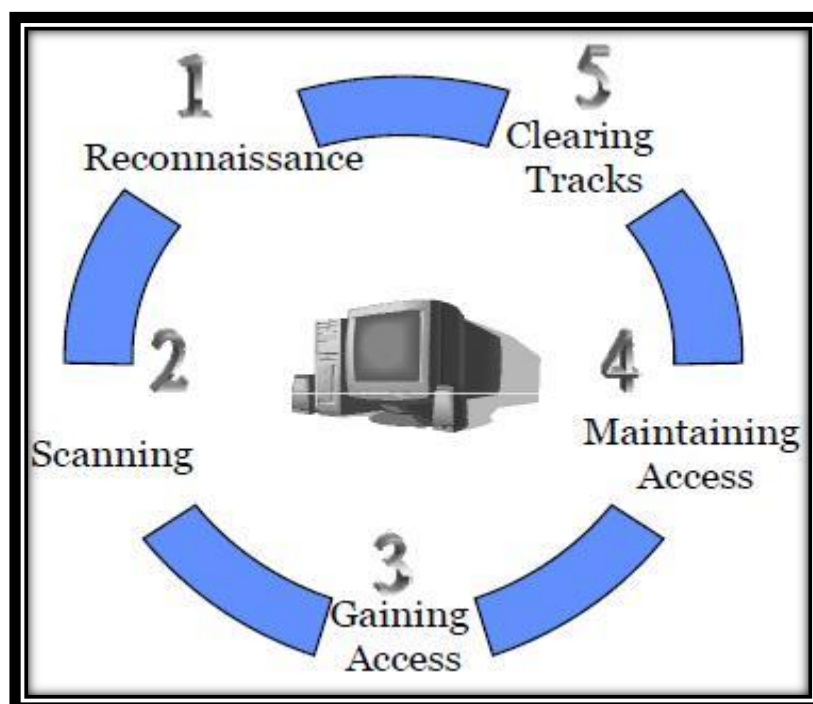 1
Reconnaissance
2
Scanning
3
Gaining
Access
4
Maintaining
Access
5
Clearing
Tracks